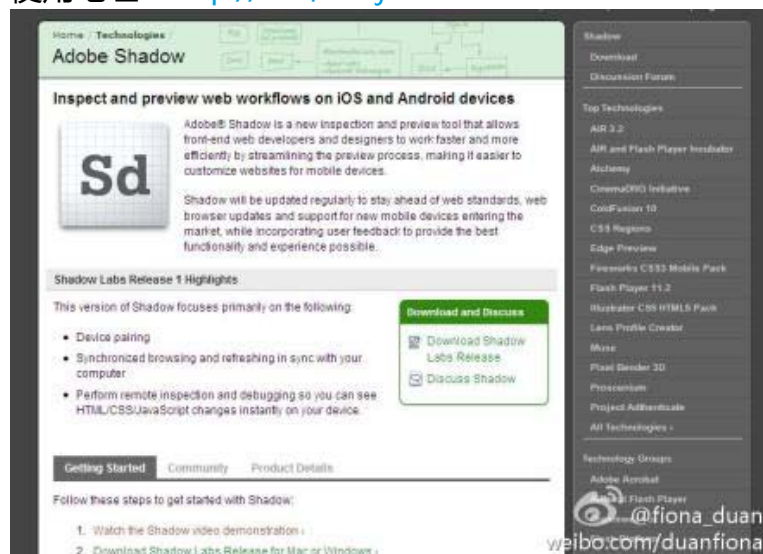 Home / Technologies /
Adobe Shadow
Inspect and preview web workflows on iOS and Android devices
Sd
Adobe® Shadow is a new inspection and preview tool that allows
front-end web developers and designers to work faster and more
efficiently by streamlining the preview process, making it easier to
customize websites for mobile devices.
Shadow will be updated regularly to stay ahead of web standards, web
browser updates and support for new mobile devices entering the
market, while incorporating user feedback to provide the best
functionality and experience possible.
Shadow Labs Release 1 Highlights
This version of Shadow focuses primarily on the following:
• Device pairing
• Synchronized browsing and refreshing in sync with your
computer
• Perform remote inspection and debugging so you can see
HTML/CSS/JavaScript changes instantly on your device.
Download and Discuss
Download Shadow
Labs Release
Discuss Shadow
Getting Started Community Product Details
Follow these steps to get started with Shadow:
1. Watch the Shadow video demonstration ›
2. Download Shadow Labs Release for Mac or Windows ›
Shadow
Download
Discussion Forum
Top Technologies
AIR 3.2
AIR and Flash Player Incubator
Alchemy
CinemaDNG Initiative
ColdFusion 10
CSS Regions
Edge Preview
Fireworks CSS3 Mobile Pack
Flash Player 11.2
Illustrator CS5 HTML5 Pack
Lens Profile Creator
Muse
Pixel Bender 3D
Proscenium
Project Adthenticate
All Technologies ›
Technology Groups
Adobe Acrobat
Flash Player
@fiona_duan
weibo.com/duanfiona